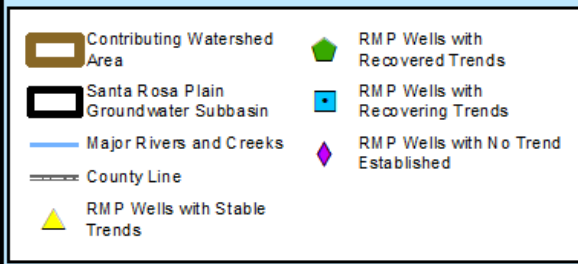 Contributing Watershed
Area
Santa Rosa Plain
Groundwater Subbasin
Major Rivers and Creeks
County Line
RMP Wells with Stable
Trends
RMP Wells with
Recovered Trends
RMP Wells with
Recovering Trends
RMP Wells with No Trend
Established